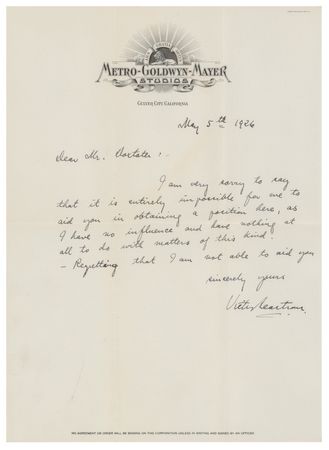 METRO-GOLDWYN-MAYER
STUDIOS
CULVER CITY, CALIFORNIA
May 5th 1926
Dear Mr.
I am very sorry to say
that it is entirely impossible for me to
aid you in obtaining a position here, as
I have no influence and have nothing at
all to do with matters of this kind.
– Regretting that I am not able to aid you
sincerely yours
Victor Seastrom
NO AGREEMENT OR ORDER WILL BE BINDING ON THIS CORPORATION UNLESS IN WRITING AND SIGNED BY AN OFFICER